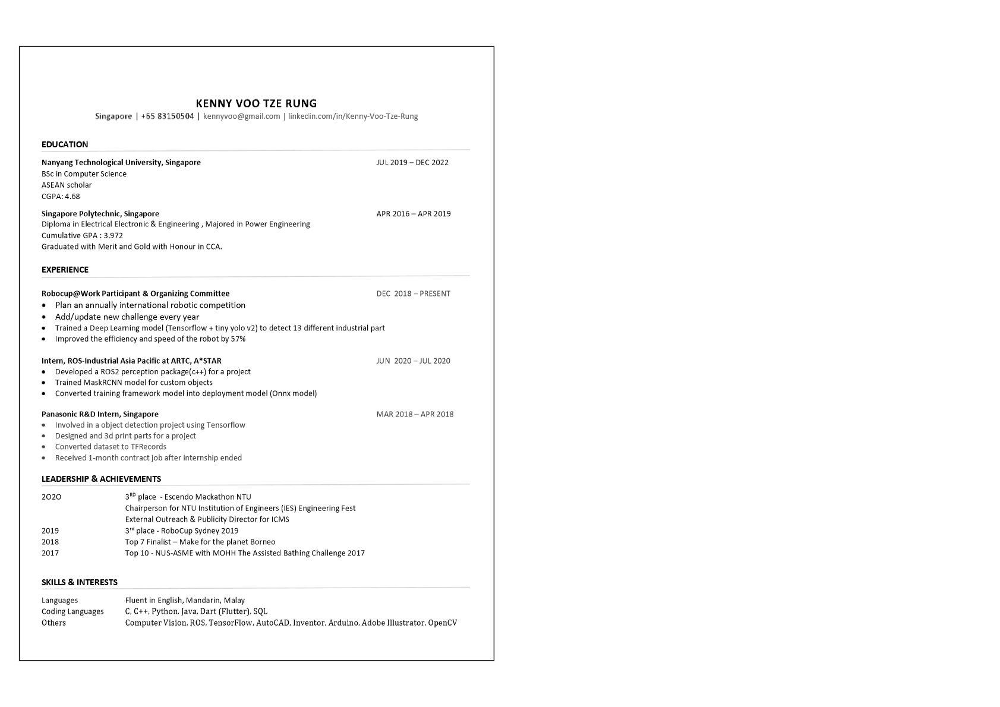 KENNY VOO TZE RUNG
Singapore | +65 83150504 | kennyvoo@gmail.com | linkedin.com/in/Kenny-Voo-Tze-Rung
EDUCATION
Nanyang Technological University, Singapore JUL 2019 – DEC 2022
BSc in Computer Science
ASEAN scholar
CGPA: 4.68
Singapore Polytechnic, Singapore APR 2016 – APR 2019
Diploma in Electrical Electronic & Engineering , Majored in Power Engineering
Cumulative GPA : 3.972
Graduated with Merit and Gold with Honour in CCA.
EXPERIENCE
Robocup@Work Participant & Organizing Committee DEC 2018 – PRESENT
• Plan an annually international robotic competition
• Add/update new challenge every year
• Trained a Deep Learning model (Tensorflow + tiny yolo v2) to detect 13 different industrial part
• Improved the efficiency and speed of the robot by 57%
Intern, ROS-Industrial Asia Pacific at ARTC, A*STAR JUN 2020 – JUL 2020
• Developed a ROS2 perception package(c++) for a project
• Trained MaskRCNN model for custom objects
• Converted training framework model into deployment model (Onnx model)
Panasonic R&D Intern, Singapore MAR 2018 – APR 2018
• Involved in a object detection project using Tensorflow
• Designed and 3d print parts for a project
• Converted dataset to TFRecords
• Received 1-month contract job after internship ended
LEADERSHIP & ACHIEVEMENTS
2O2O 3RD place - Escendo Mackathon NTU
Chairperson for NTU Institution of Engineers (IES) Engineering Fest
External Outreach & Publicity Director for ICMS
2019 3rd place - RoboCup Sydney 2019
2018 Top 7 Finalist – Make for the planet Borneo
2017 Top 10 - NUS-ASME with MOHH The Assisted Bathing Challenge 2017
SKILLS & INTERESTS
Languages Fluent in English, Mandarin, Malay
Coding Languages C, C++, Python, Java, Dart (Flutter), SQL
Others Computer Vision, ROS, TensorFlow, AutoCAD, Inventor, Arduino, Adobe Illustrator, OpenCV